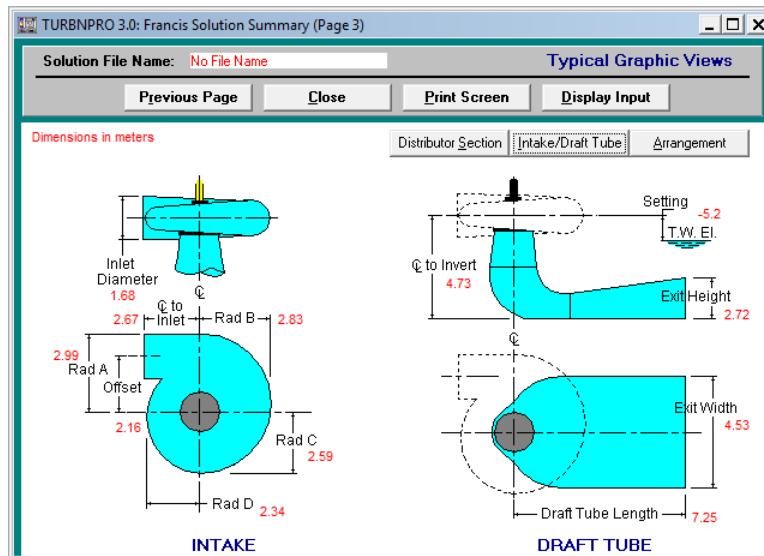 TURBNPRO 3.0: Francis Solution Summary (Page 3)
Solution File Name: No File Name
Typical Graphic Views
Previous Page
Close
Print Screen
Display Input
Dimensions in meters
Distributor Section
Intake/Draft Tube
Arrangement
Inlet
Diameter
1.68
℄
℄ to
Inlet
2.67
Rad B
2.83
2.99
Rad A
Offset
2.16
Rad C
2.59
Rad D
2.34
INTAKE
Setting
-5.2
T.W. El.
℄ to Invert
4.73
Exit Height
2.72
℄
Exit Width
4.53
Draft Tube Length
7.25
DRAFT TUBE